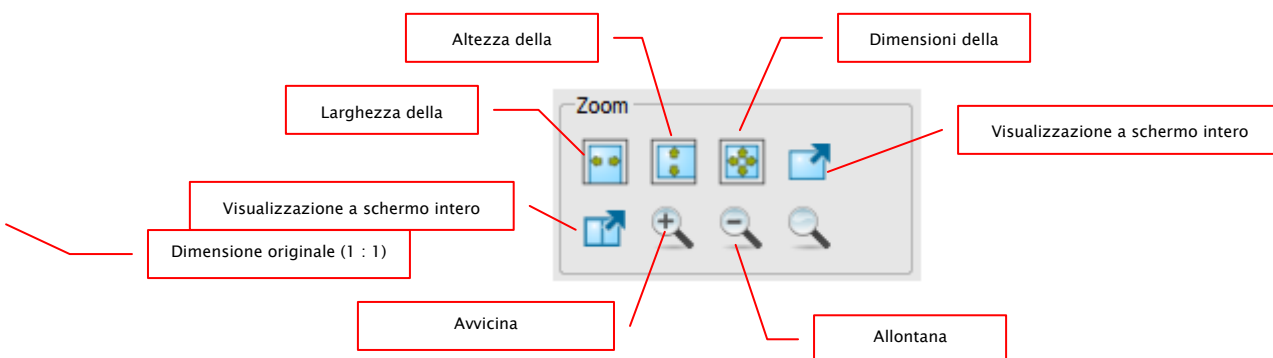 Altezza della
Dimensioni della
Larghezza della
Zoom
Visualizzazione a schermo intero
Visualizzazione a schermo intero
Dimensione originale (1 : 1)
Avvicina
Allontana